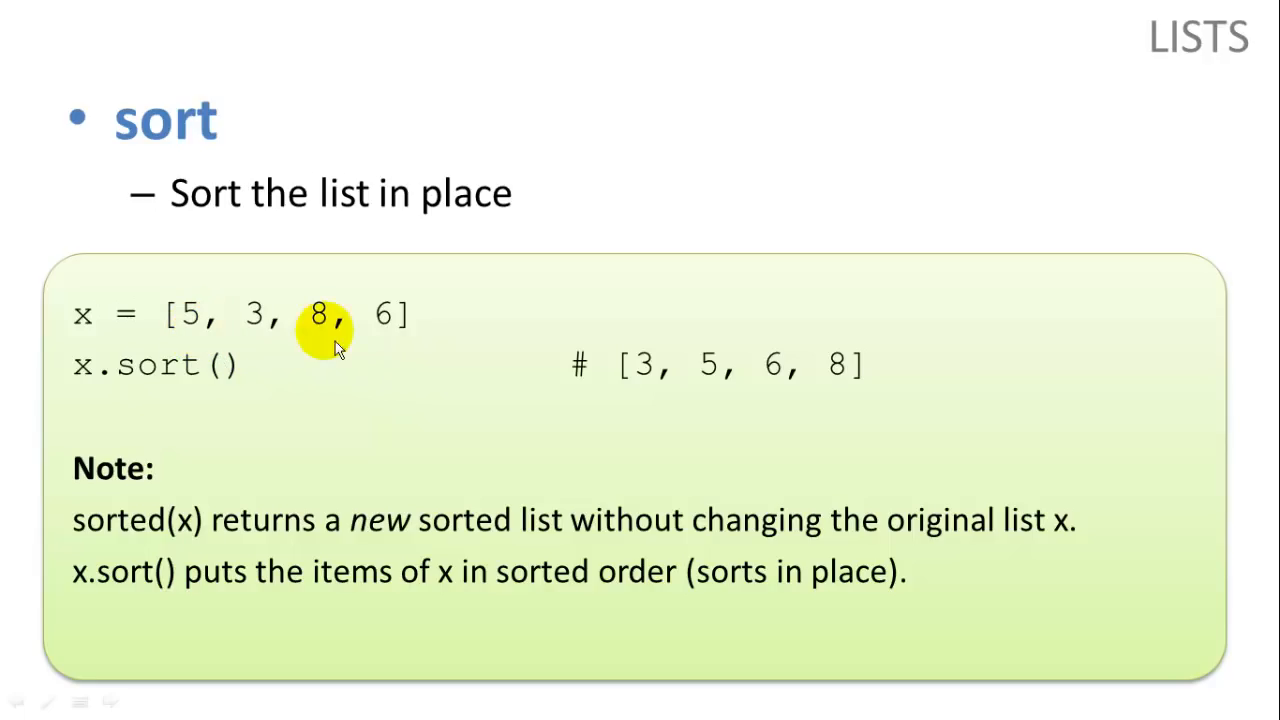 LISTS
• sort
– Sort the list in place
x = [5, 3, 8, 6]
x.sort() # [3, 5, 6, 8]
Note:
sorted(x) returns a new sorted list without changing the original list x.
x.sort() puts the items of x in sorted order (sorts in place).